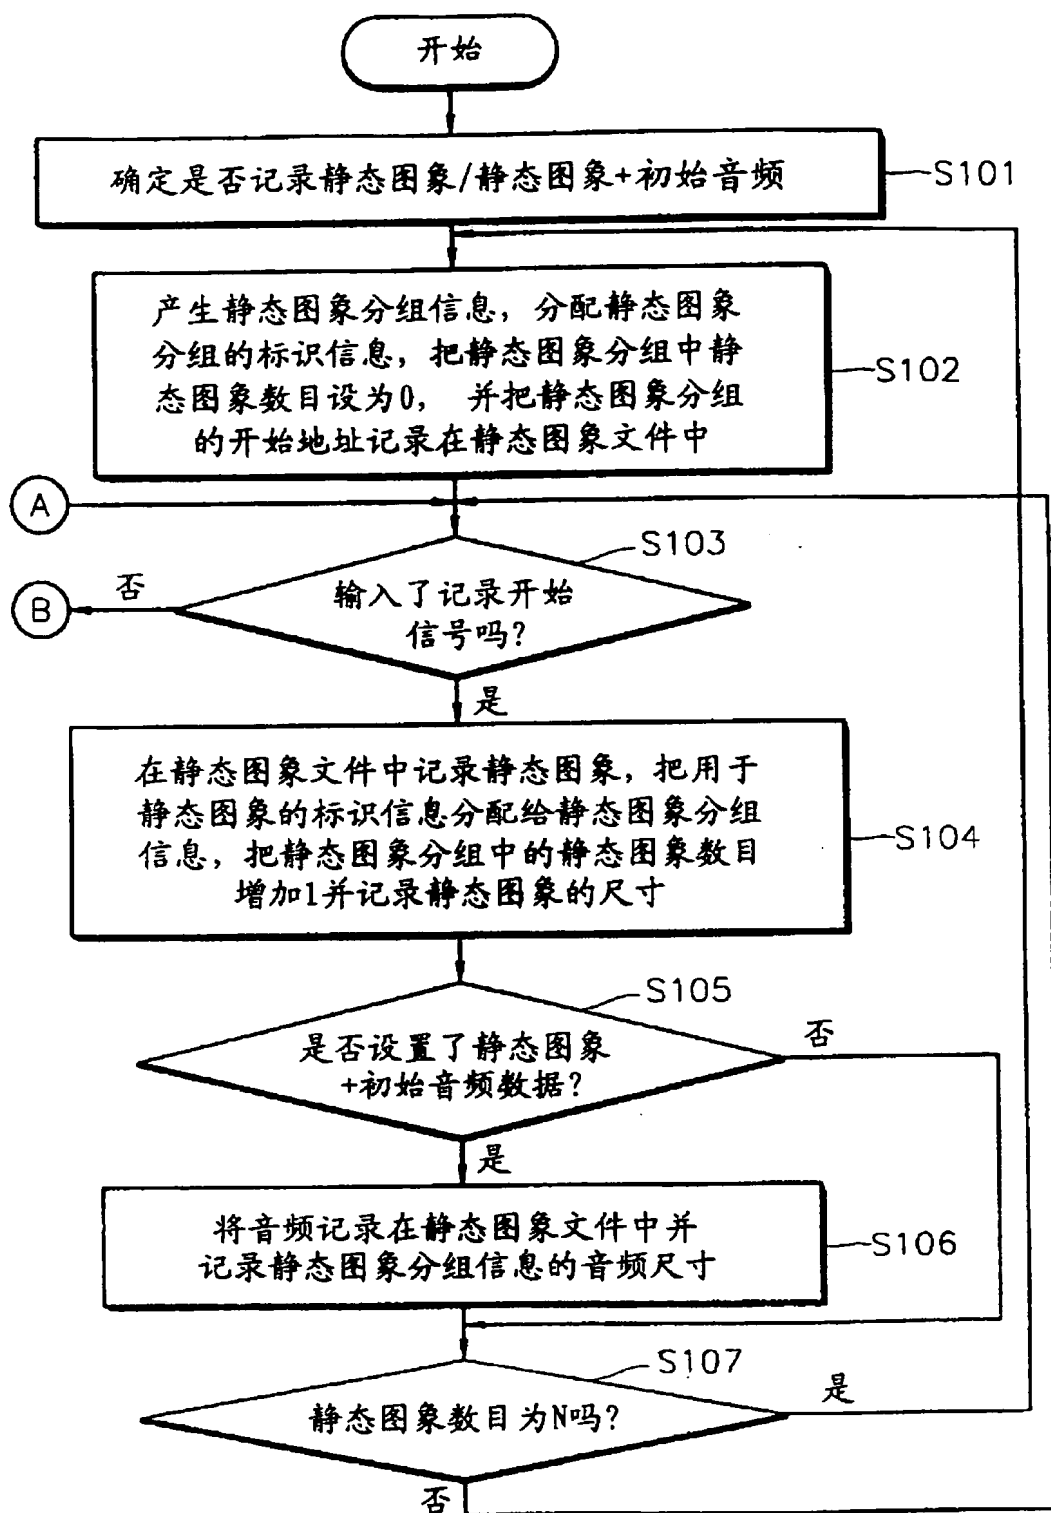 开始
确定是否记录静态图象/静态图象+初始音频
S101
产生静态图象分组信息，分配静态图象
分组的标识信息，把静态图象分组中静
态图象数目设为0， 并把静态图象分组
的开始地址记录在静态图象文件中
S102
A
S103
否
B
输入了记录开始
信号吗？
是
在静态图象文件中记录静态图象，把用于
静态图象的标识信息分配给静态图象分组
信息，把静态图象分组中的静态图象数目
增加1并记录静态图象的尺寸
S104
S105
是否设置了静态图象
+初始音频数据？
否
是
将音频记录在静态图象文件中并
记录静态图象分组信息的音频尺寸
S106
S107
静态图象数目为N吗？
是
否